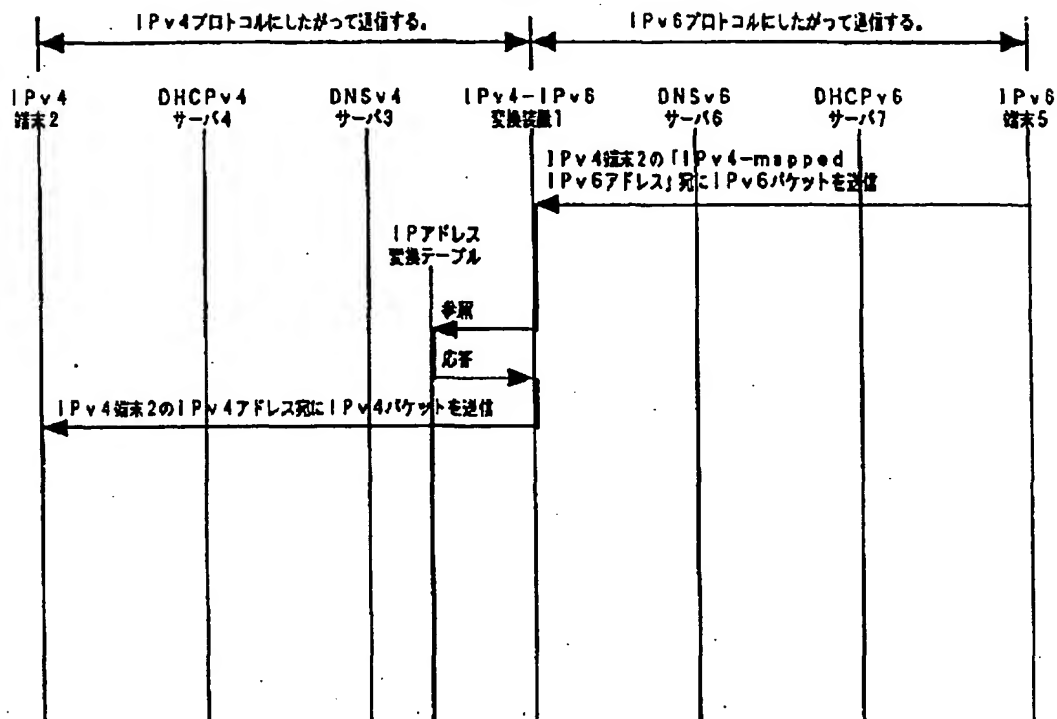 IPv4プロトコルにしたがって通信する。
IPv6プロトコルにしたがって通信する。
IPv4
端末2
DHCPv4
サーバ4
DNSv4
サーバ3
IPv4-IPv6
変換装置1
DNSv6
サーバ6
DHCPv6
サーバ7
IPv6
端末5
IPv4端末2の「IPv4-mapped
IPv6アドレス」宛にIPv6パケットを送信
IPアドレス
変換テーブル
参照
応答
IPv4端末2のIPv4アドレス宛にIPv4パケットを送信